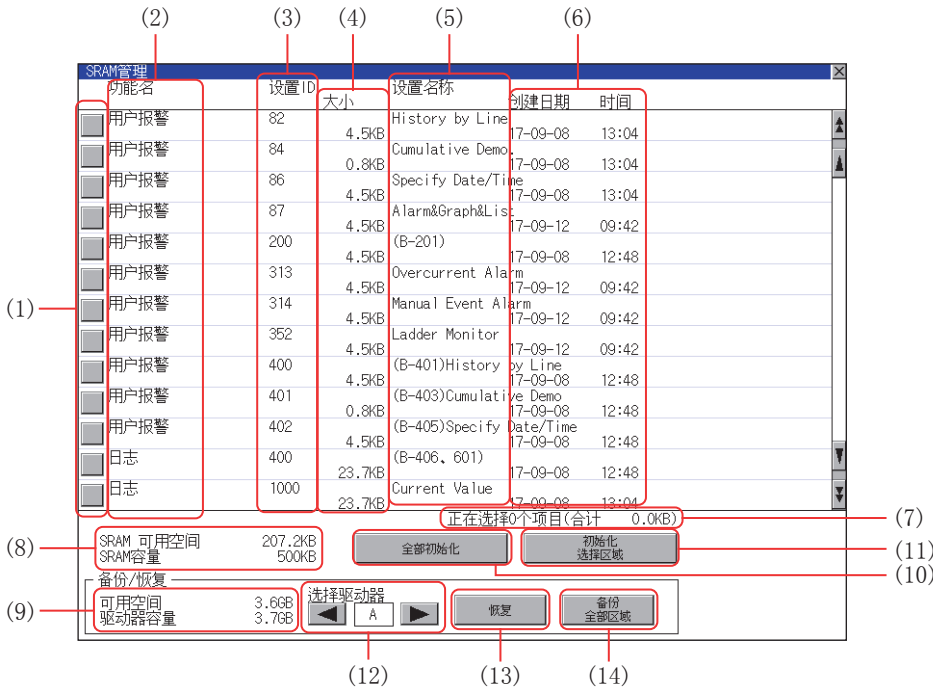 (2) (3) (4) (5) (6)
SRAM管理
功能名 设置ID 大小 设置名称 创建日期 时间
用户报警 82 4.5KB History by Line 17-09-08 13:04
用户报警 84 0.8KB Cumulative Demo. 17-09-08 13:04
用户报警 86 4.5KB Specify Date/Time 17-09-08 13:04
用户报警 87 4.5KB Alarm&Graph&List 17-09-12 09:42
用户报警 200 4.5KB (B-201) 17-09-08 12:48
用户报警 313 4.5KB Overcurrent Alarm 17-09-12 09:42
(1)
用户报警 314 4.5KB Manual Event Alarm 17-09-12 09:42
用户报警 352 4.5KB Ladder Monitor 17-09-12 09:42
用户报警 400 4.5KB (B-401)History by Line 17-09-08 12:48
用户报警 401 0.8KB (B-403)Cumulative Demo 17-09-08 12:48
用户报警 402 4.5KB (B-405)Specify Date/Time 17-09-08 12:48
日志 400 23.7KB (B-406、601) 17-09-08 12:48
日志 1000 23.7KB Current Value 17-09-08 13:04
正在选择0个项目(合计 0.0KB) (7)
(8) SRAM 可用空间 207.2KB
SRAM容量 500KB
全部初始化
初始化
选择区域
(11)
(10)
备份/恢复
(9) 可用空间 3.6GB
驱动器容量 3.7GB
选择驱动器
A
恢复
备份
全部区域
(12) (13) (14)